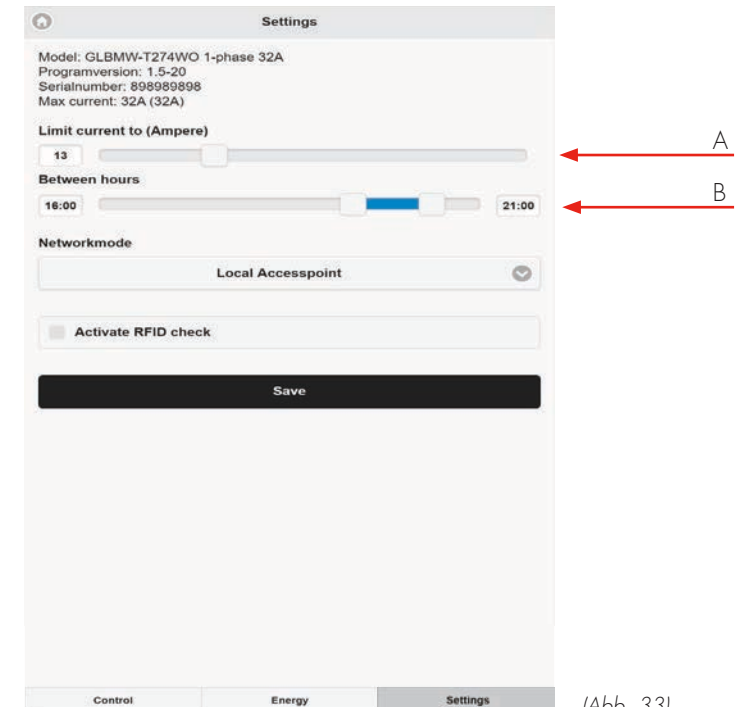 Settings
Model: GLBMW-T274WO 1-phase 32A
Programversion: 1.5-20
Serialnumber: 898989898
Max current: 32A (32A)
Limit current to (Ampere)
13
A
Between hours
16:00 21:00
B
Networkmode
Local Accesspoint
Activate RFID check
Save
Control Energy Settings
(Abb. 33)